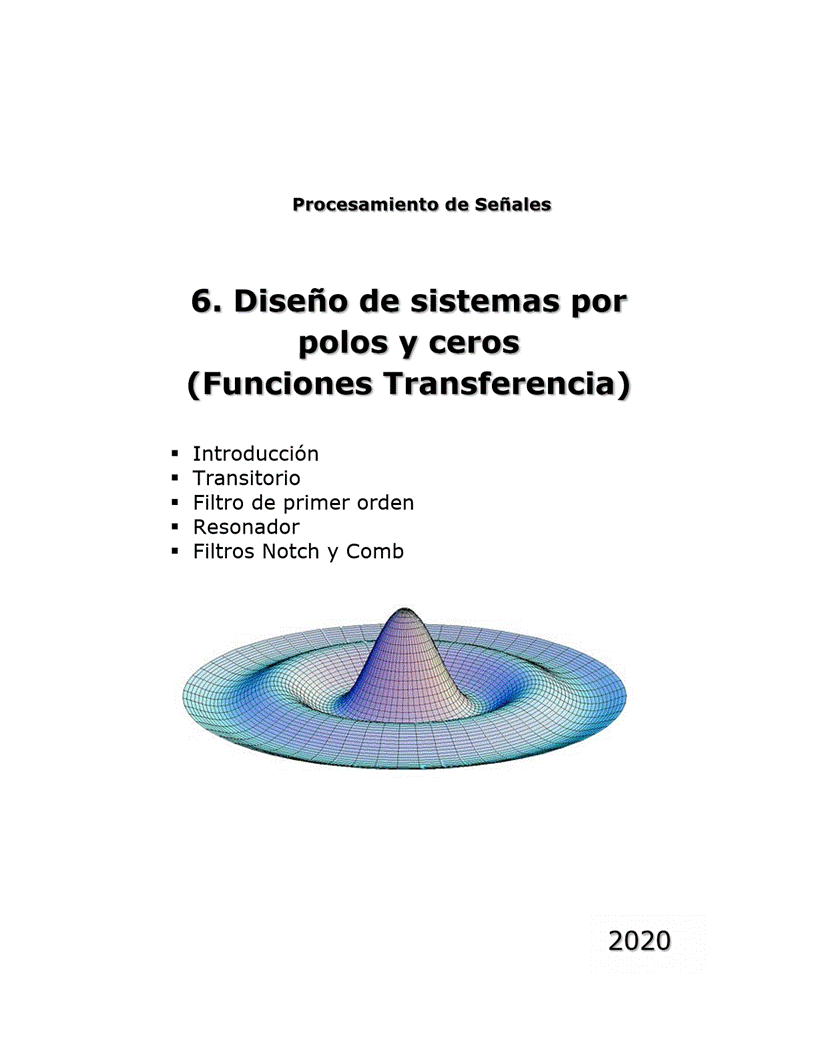 Procesamiento de Señales
6. Diseño de sistemas por
polos y ceros
(Funciones Transferencia)
▪ Introducción
▪ Transitorio
▪ Filtro de primer orden
▪ Resonador
▪ Filtros Notch y Comb
2020